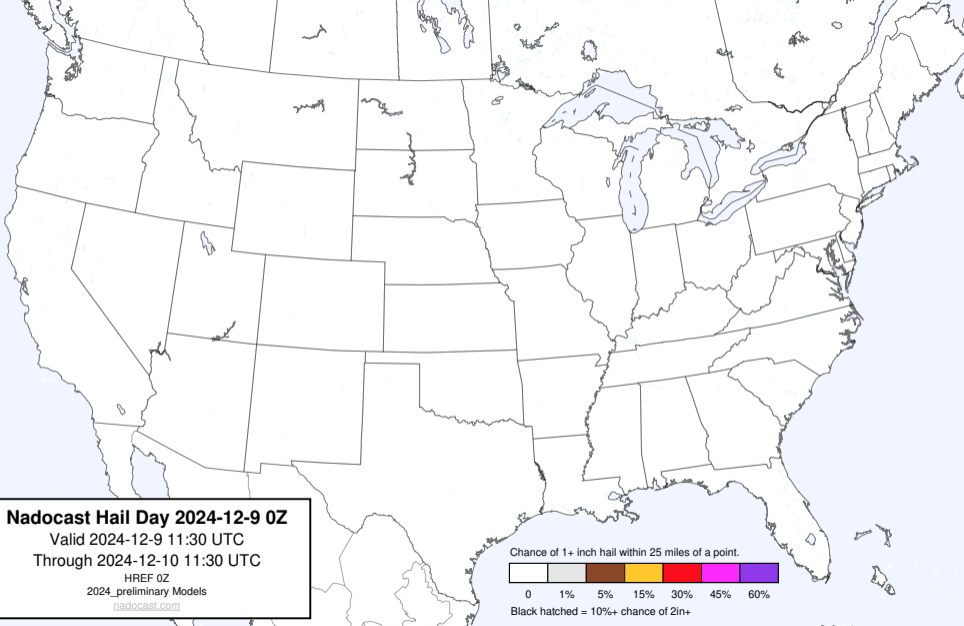 Nadocast Hail Day 2024-12-9 0Z
Valid 2024-12-9 11:30 UTC
Through 2024-12-10 11:30 UTC
HREF 0Z
2024_preliminary Models
nadocast.com
Chance of 1+ inch hail within 25 miles of a point.
0 1% 5% 15% 30% 45% 60%
Black hatched = 10%+ chance of 2in+